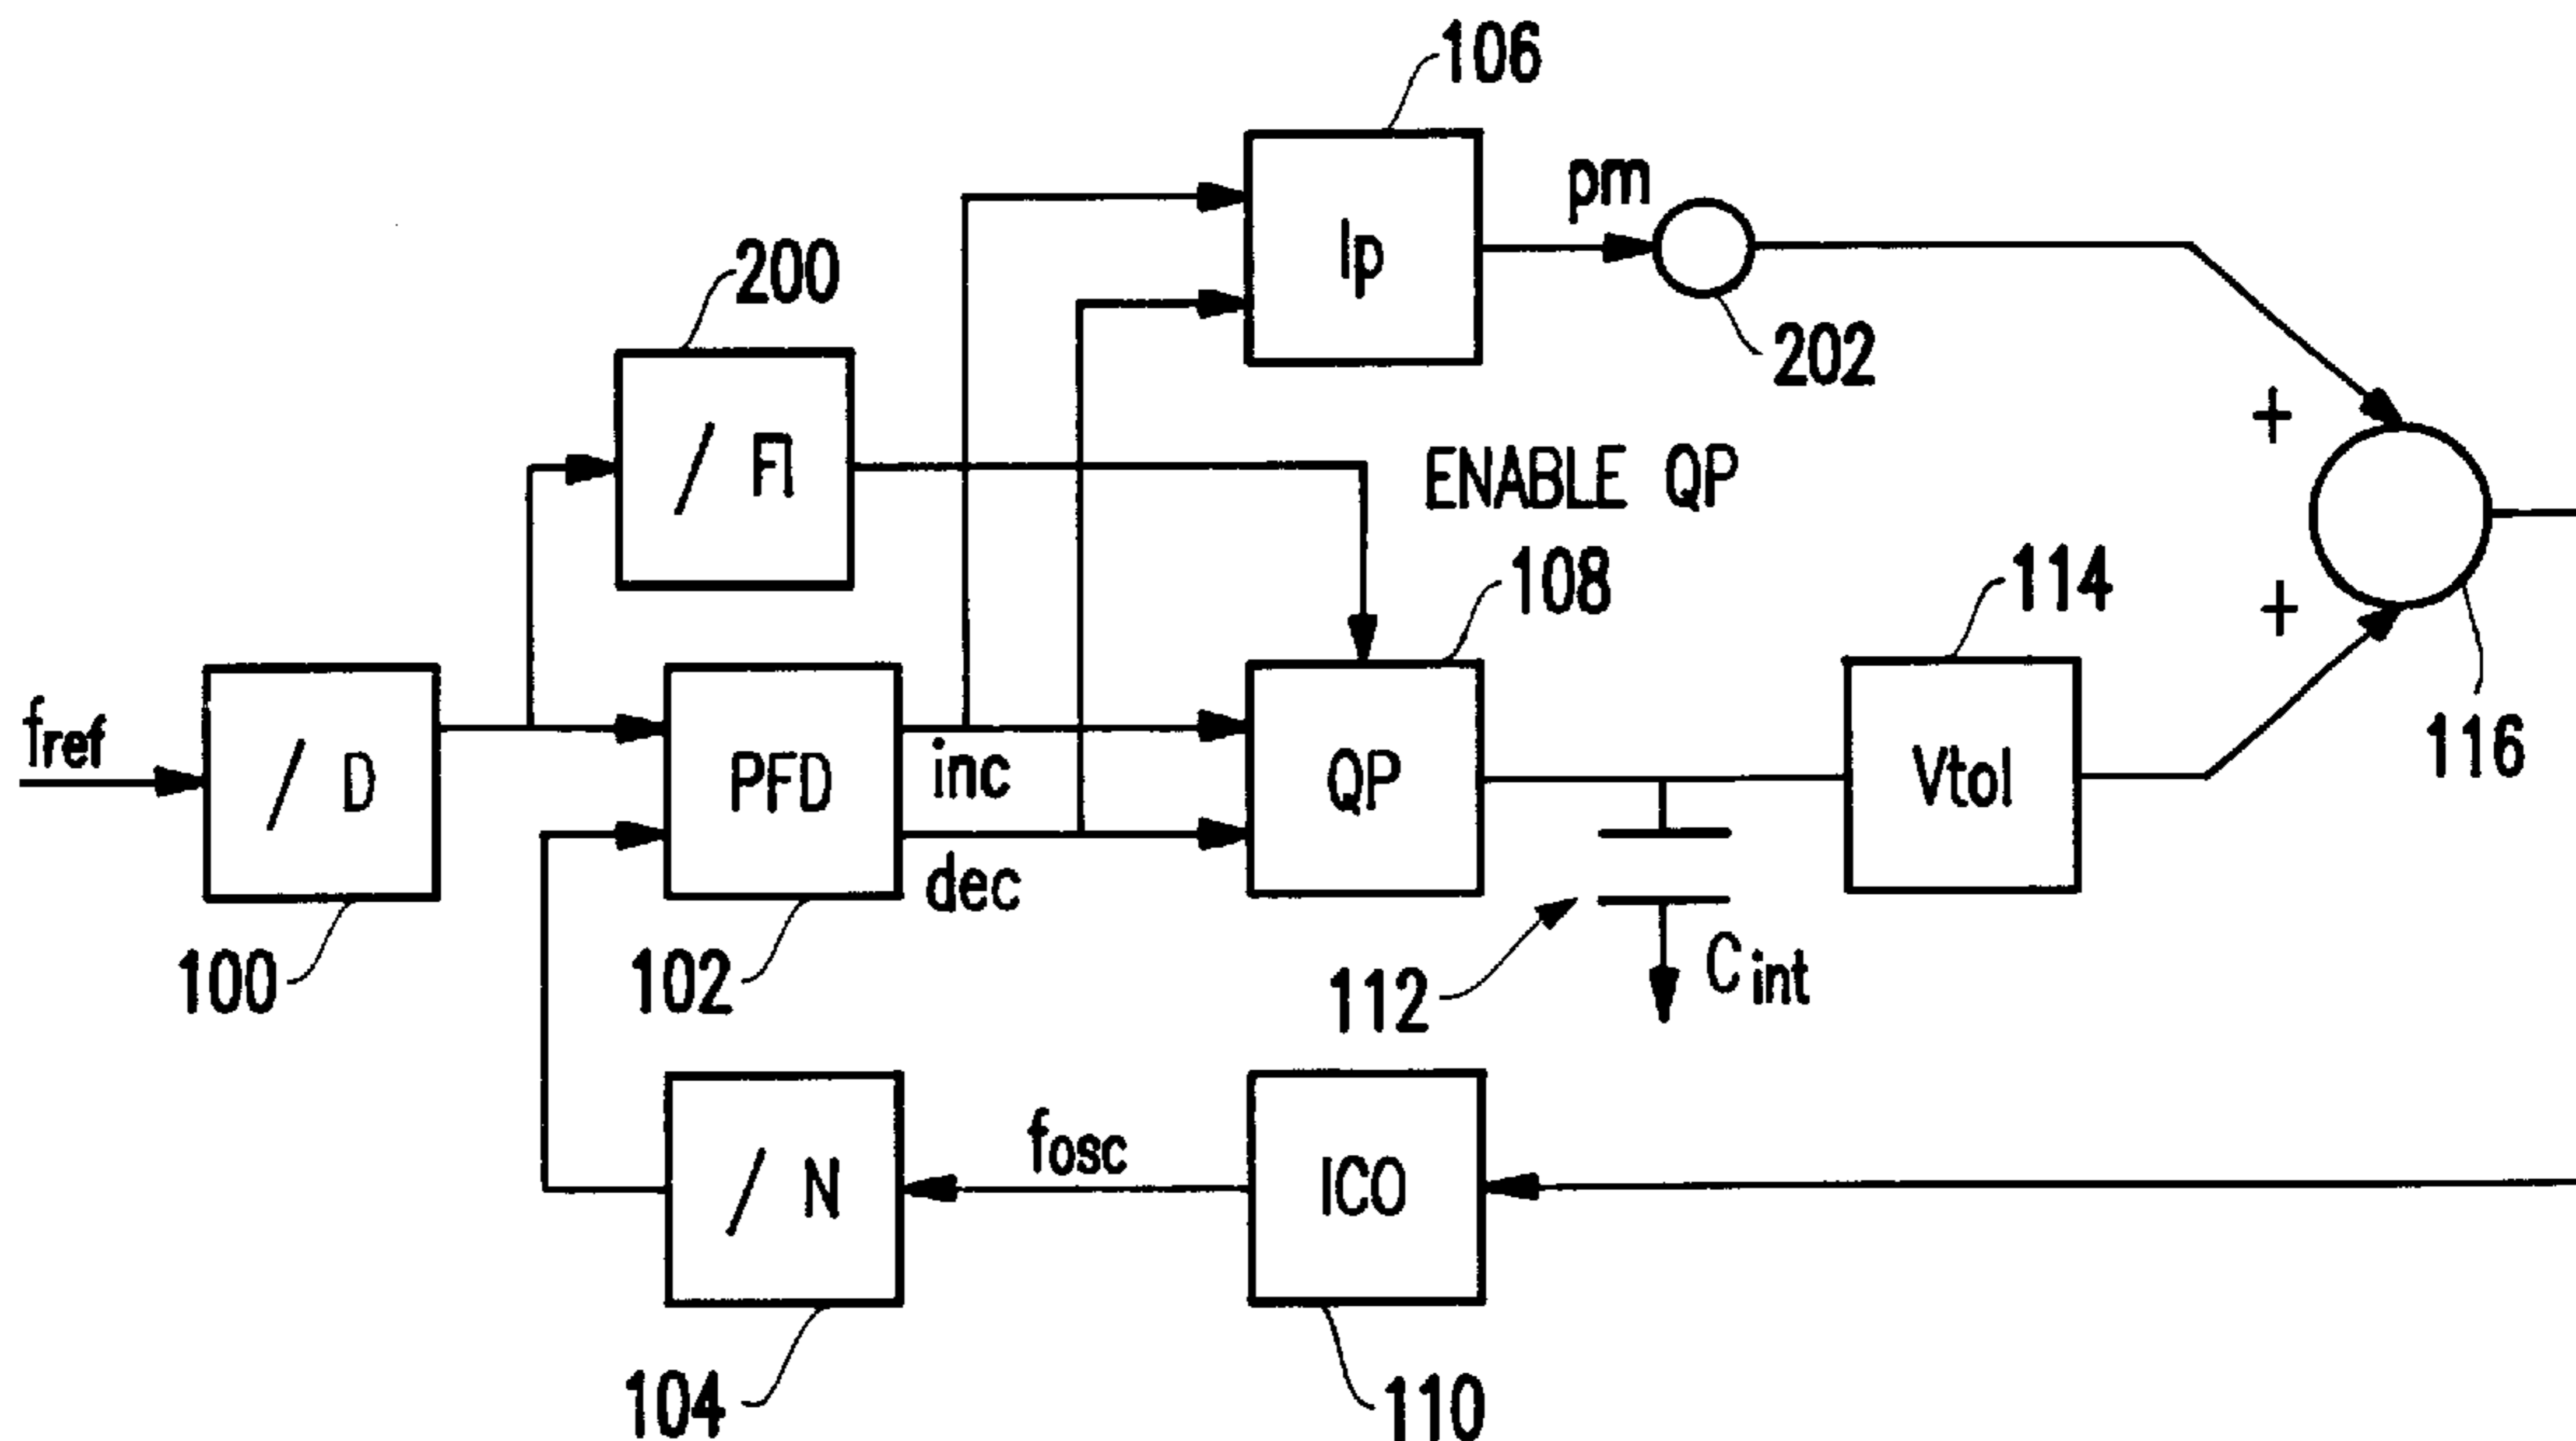 106
pm
Ip
200
202
/ FI
+
ENABLE QP
108
114
+
fref
/ D
PFD
inc
QP
Vtol
116
dec
100
102
112
Cint
fosc
/ N
ICO
104
110